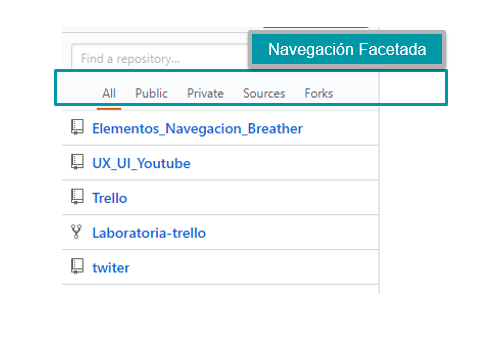 Navegación Facetada
Find a repository...
All Public Private Sources Forks
Elementos_Navegacion_Breather
UX_UI_Youtube
Trello
Laboratoria-trello
twiter